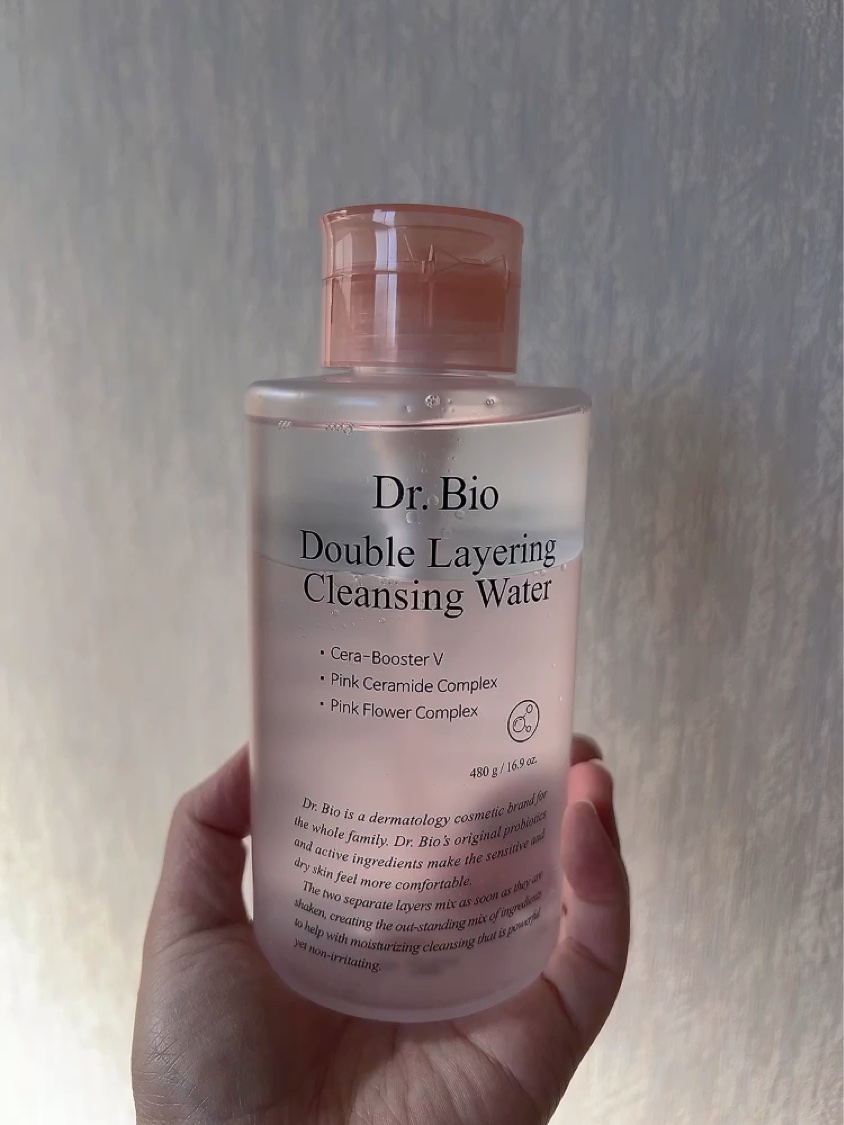 Dr. Bio
Double Layering
Cleansing Water
· Cera-Booster V
· Pink Ceramide Complex
· Pink Flower Complex
480 g / 16.9 oz.
Dr. Bio is a dermatology cosmetic brand for
the whole family. Dr. Bio's original probiotics
and active ingredients make the sensitive and
dry skin feel more comfortable.
The two separate layers mix as soon as they are
shaken, creating the out-standing mix of ingredients
to help with moisturizing cleansing that is powerful
yet non-irritating.